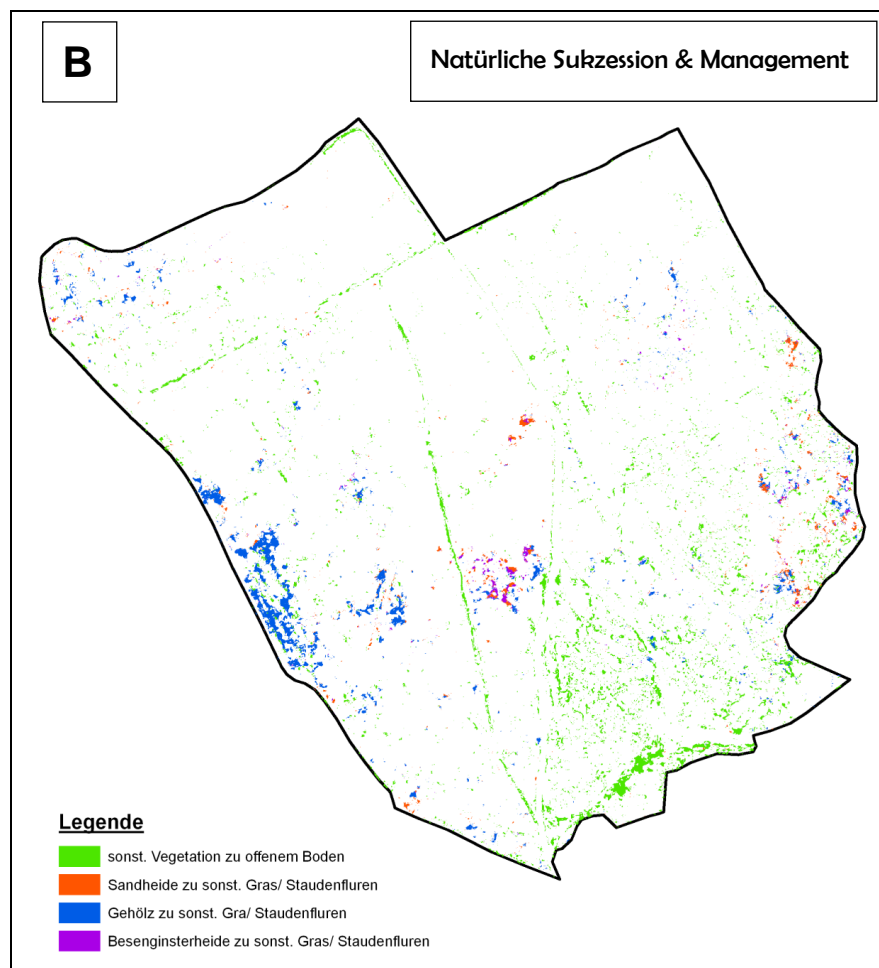 B
Natürliche Sukzession & Management
Legende
sonst. Vegetation zu offenem Boden
Sandheide zu sonst. Gras/ Staudenfluren
Gehölz zu sonst. Gra/ Staudenfluren
Besenginsterheide zu sonst. Gras/ Staudenfluren